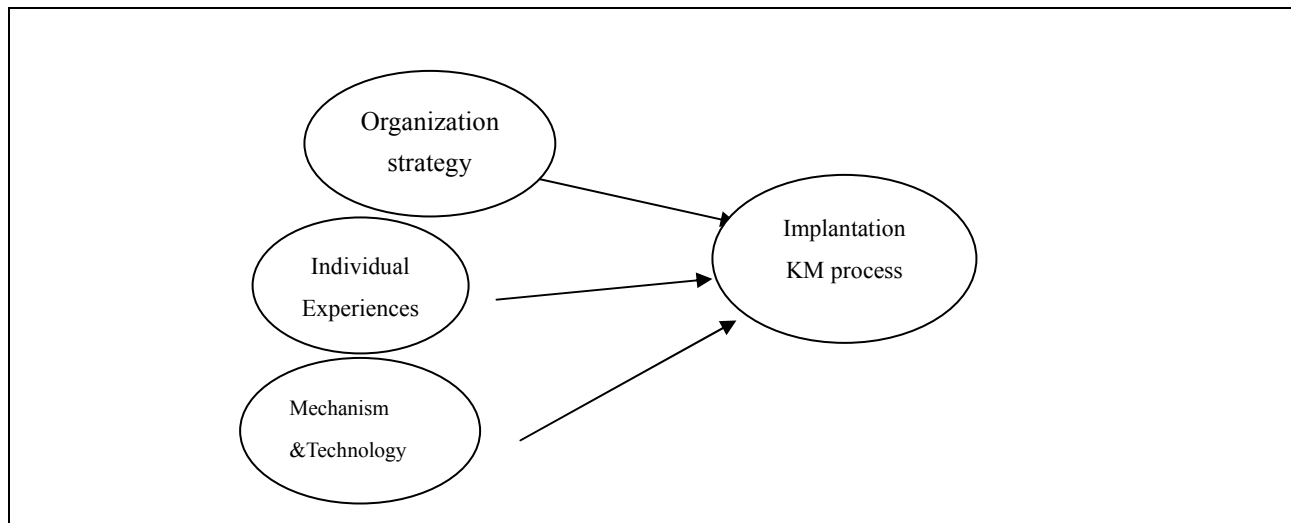 Organization
strategy
Individual
Experiences
Mechanism
&Technology
Implantation
KM process